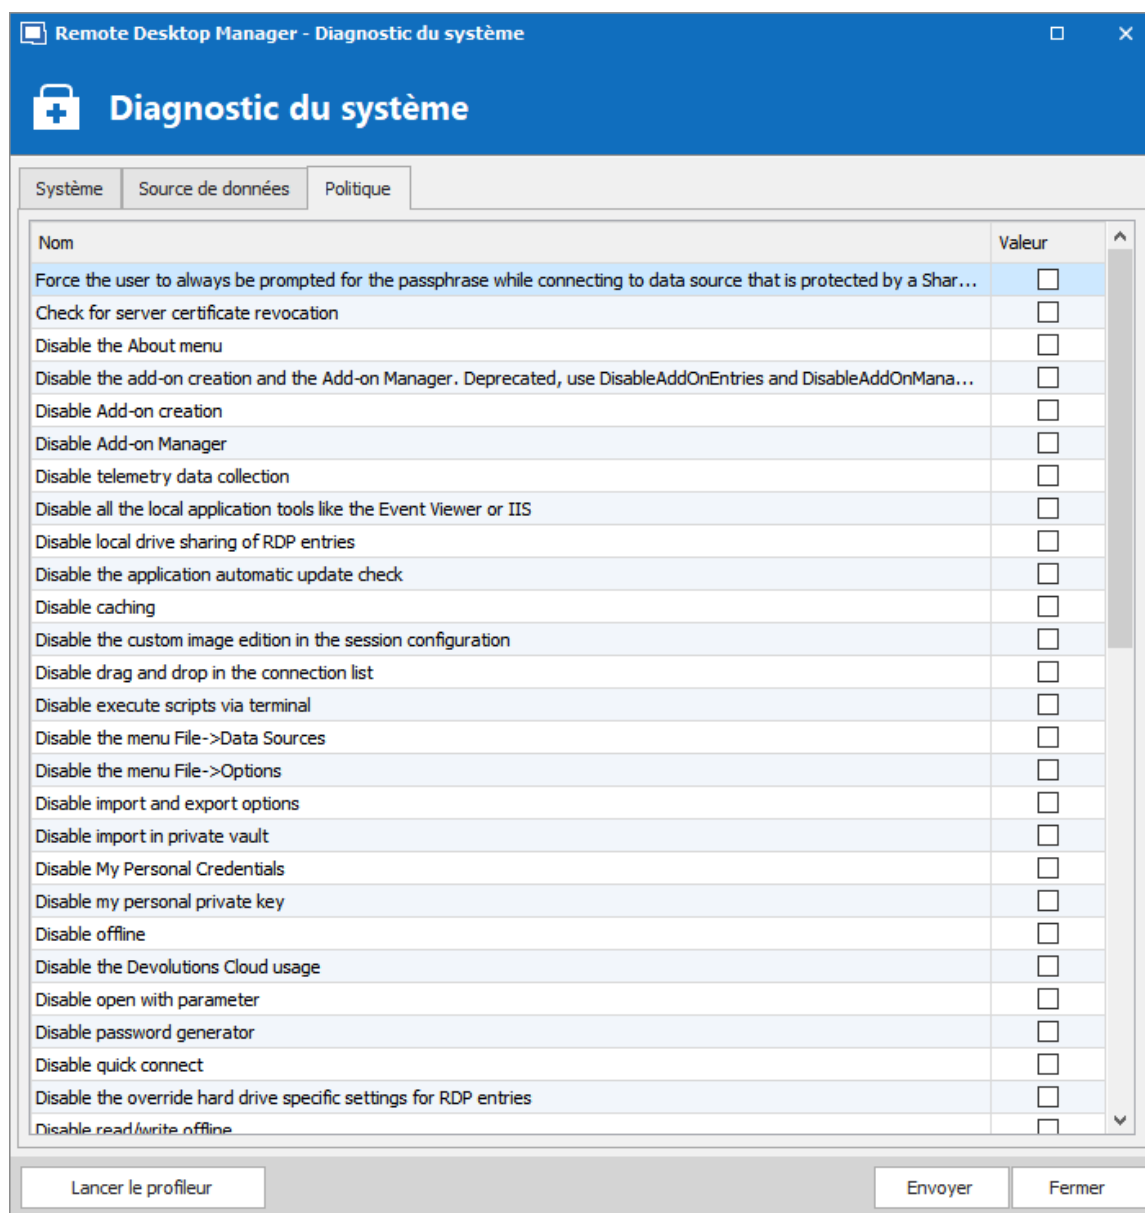 Remote Desktop Manager - Diagnostic du système
Diagnostic du système
Système Source de données Politique
Nom Valeur
Force the user to always be prompted for the passphrase while connecting to data source that is protected by a Shar...
Check for server certificate revocation
Disable the About menu
Disable the add-on creation and the Add-on Manager. Deprecated, use DisableAddOnEntries and DisableAddOnMana...
Disable Add-on creation
Disable Add-on Manager
Disable telemetry data collection
Disable all the local application tools like the Event Viewer or IIS
Disable local drive sharing of RDP entries
Disable the application automatic update check
Disable caching
Disable the custom image edition in the session configuration
Disable drag and drop in the connection list
Disable execute scripts via terminal
Disable the menu File->Data Sources
Disable the menu File->Options
Disable import and export options
Disable import in private vault
Disable My Personal Credentials
Disable my personal private key
Disable offline
Disable the Devolutions Cloud usage
Disable open with parameter
Disable password generator
Disable quick connect
Disable the override hard drive specific settings for RDP entries
Disable read/write offline
Lancer le profileur Envoyer Fermer